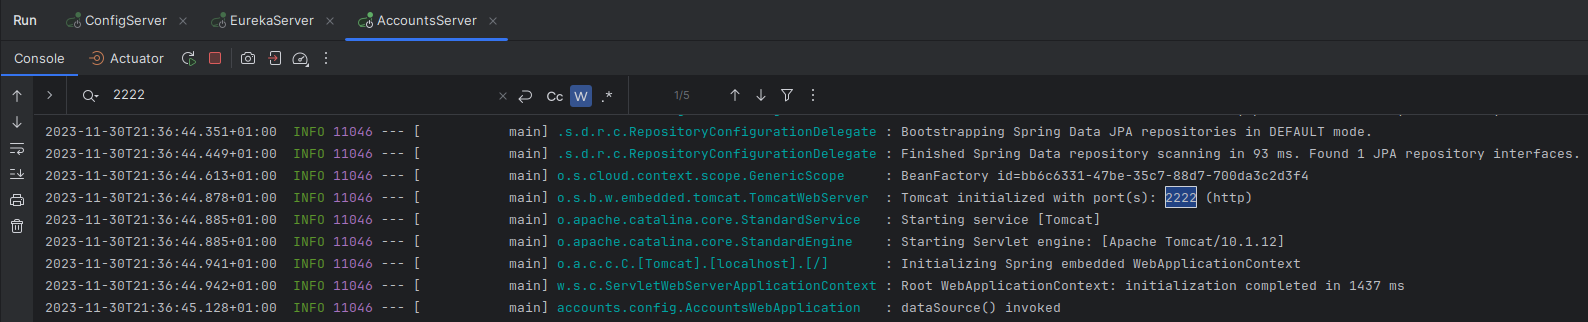 Run ConfigServer EurekaServer AccountsServer
Console Actuator
2222 Cc W .* 1/5
2023-11-30T21:36:44.351+01:00 INFO 11046 --- [ main] .s.d.r.c.RepositoryConfigurationDelegate : Bootstrapping Spring Data JPA repositories in DEFAULT mode.
2023-11-30T21:36:44.449+01:00 INFO 11046 --- [ main] .s.d.r.c.RepositoryConfigurationDelegate : Finished Spring Data repository scanning in 93 ms. Found 1 JPA repository interfaces.
2023-11-30T21:36:44.613+01:00 INFO 11046 --- [ main] o.s.cloud.context.scope.GenericScope : BeanFactory id=bb6c6331-47be-35c7-88d7-700da3c2d3f4
2023-11-30T21:36:44.878+01:00 INFO 11046 --- [ main] o.s.b.w.embedded.tomcat.TomcatWebServer : Tomcat initialized with port(s): 2222 (http)
2023-11-30T21:36:44.885+01:00 INFO 11046 --- [ main] o.apache.catalina.core.StandardService : Starting service [Tomcat]
2023-11-30T21:36:44.885+01:00 INFO 11046 --- [ main] o.apache.catalina.core.StandardEngine : Starting Servlet engine: [Apache Tomcat/10.1.12]
2023-11-30T21:36:44.941+01:00 INFO 11046 --- [ main] o.a.c.c.C.[Tomcat].[localhost].[/] : Initializing Spring embedded WebApplicationContext
2023-11-30T21:36:44.942+01:00 INFO 11046 --- [ main] w.s.c.ServletWebServerApplicationContext : Root WebApplicationContext: initialization completed in 1437 ms
2023-11-30T21:36:45.128+01:00 INFO 11046 --- [ main] accounts.config.AccountsWebApplication : dataSource() invoked